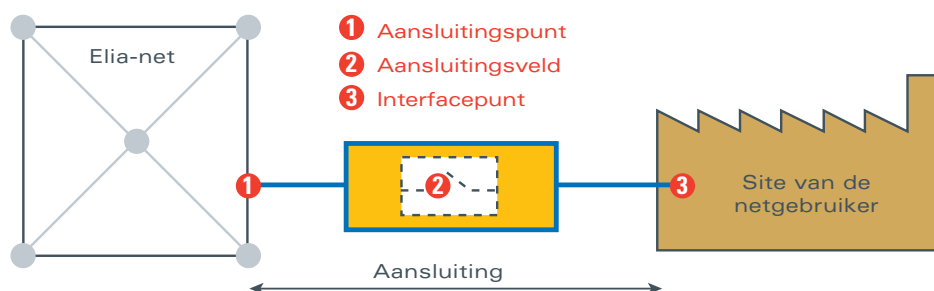 Elia-net
1 Aansluitingspunt
2 Aansluitingsveld
3 Interfacepunt
1
2
3
Site van de
netgebruiker
Aansluiting